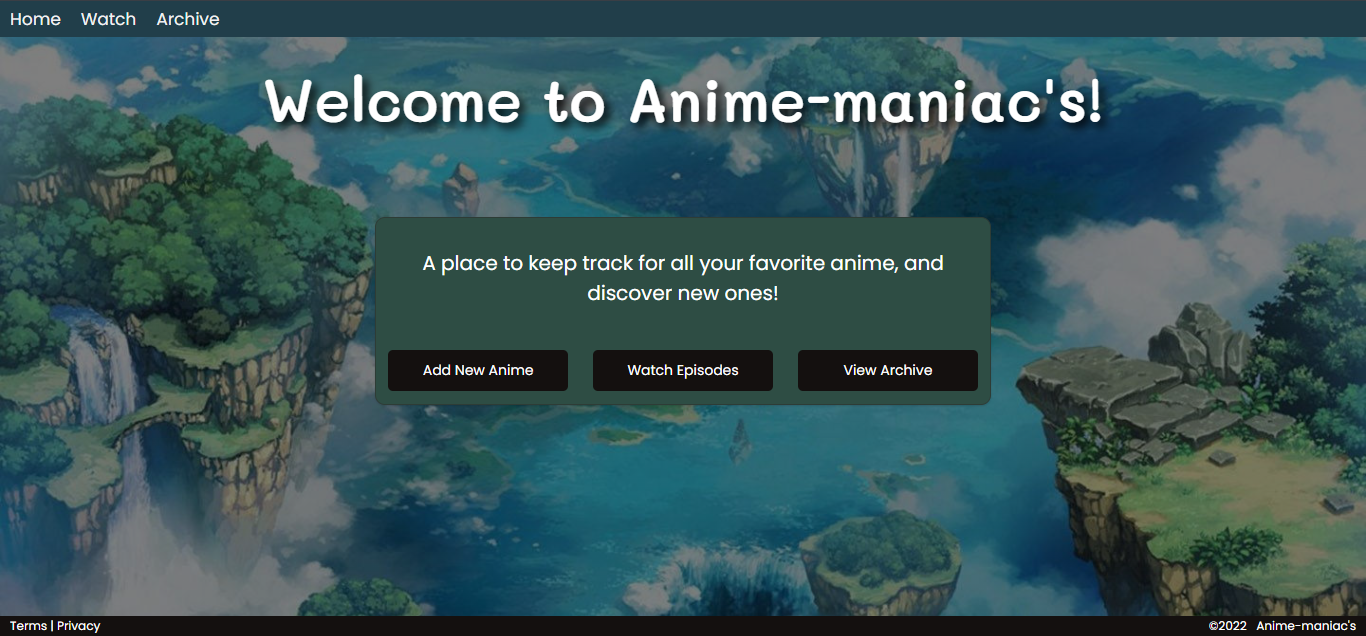 Home Watch Archive
Welcome to Anime-maniac's!
A place to keep track for all your favorite anime, and
discover new ones!
Add New Anime Watch Episodes View Archive
Terms | Privacy ©2022 Anime-maniac's